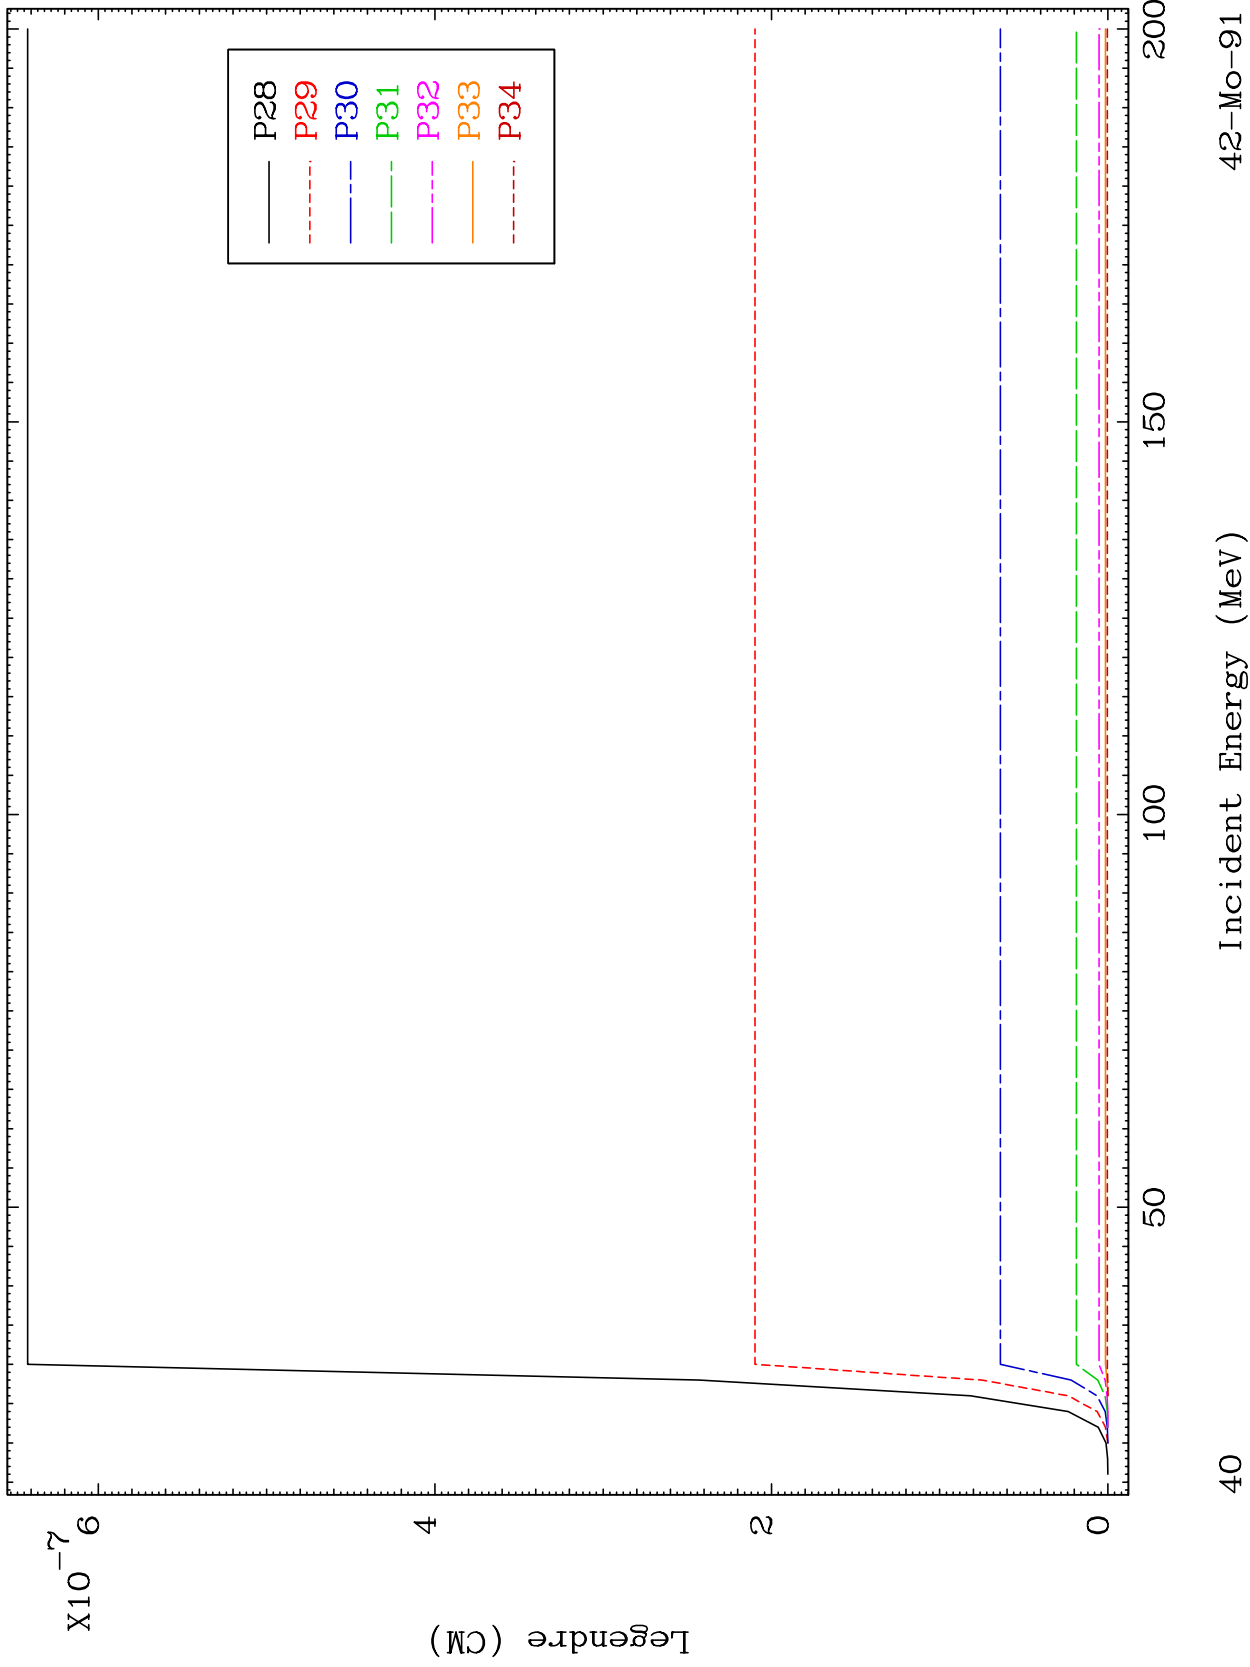 X10-7
6
4
2
0
Legendre (CM)
P28
P29
P30
P31
P32
P33
P34
50
100
150
200
Incident Energy (MeV)
40
42-Mo-91